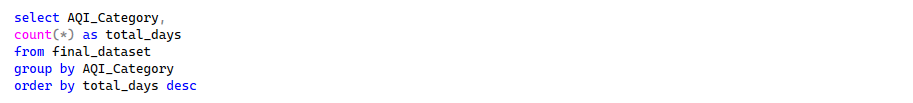 select AQI_Category,
count(*) as total_days
from final_dataset
group by AQI_Category
order by total_days desc